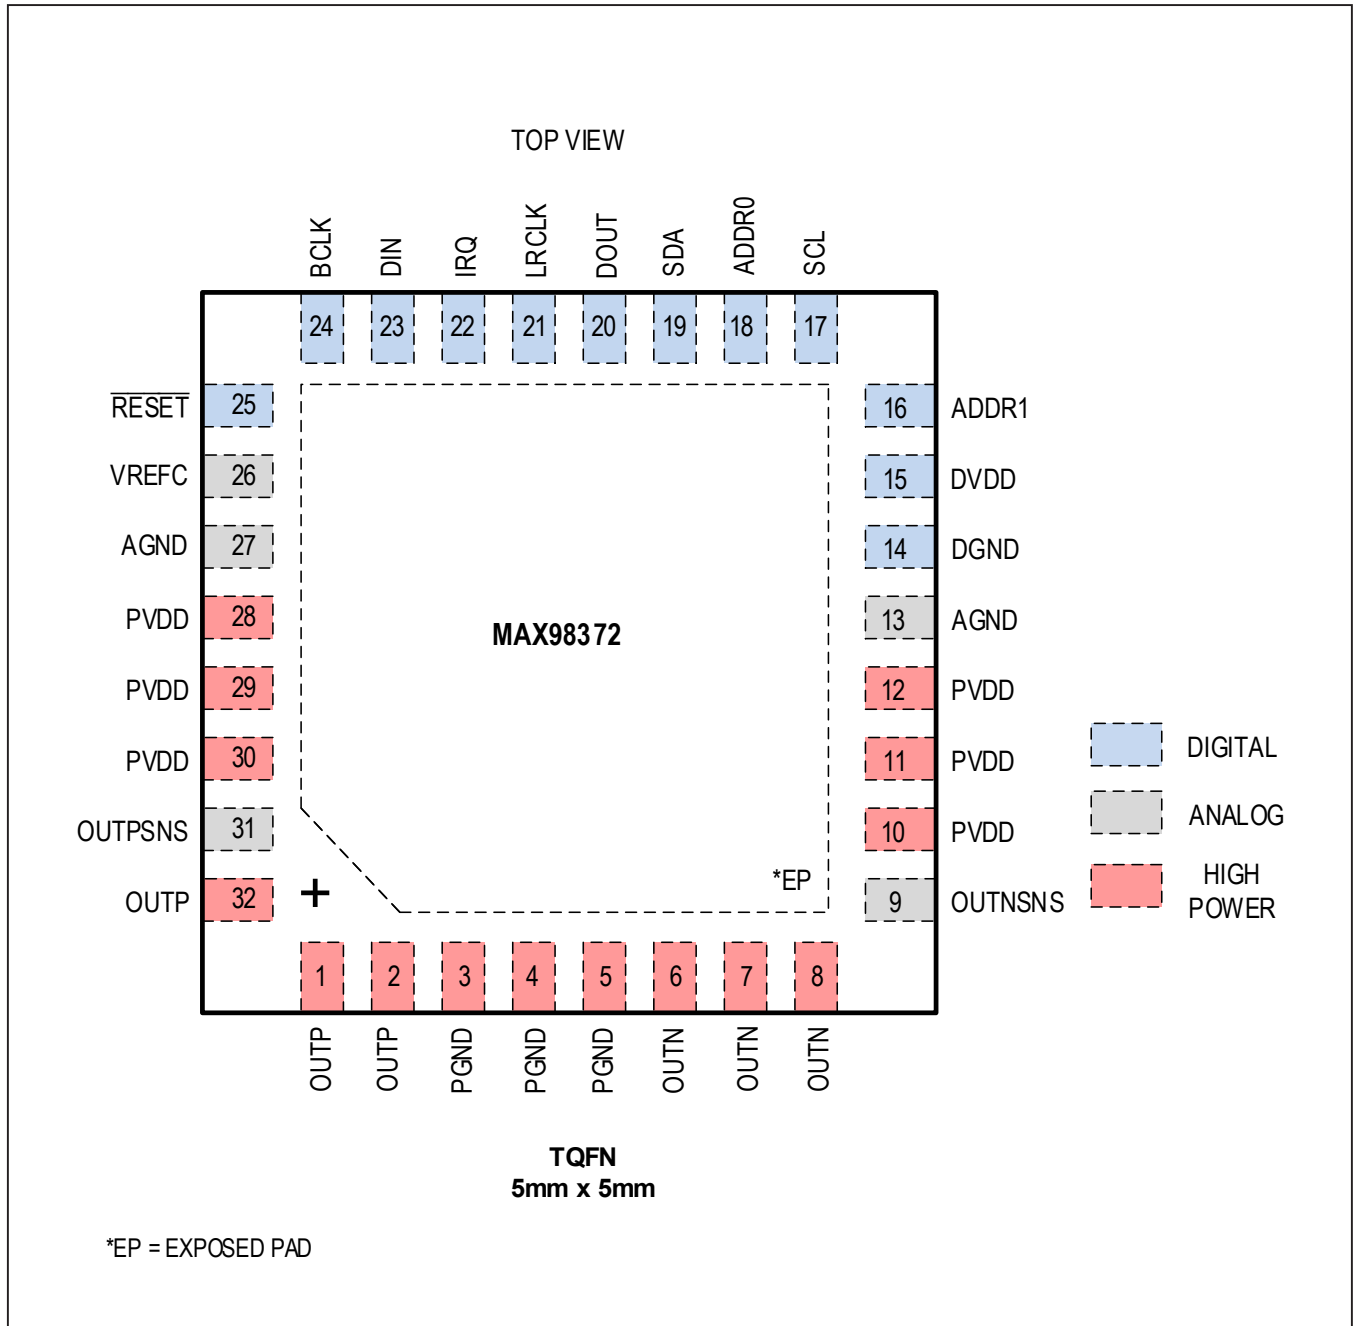 TOP VIEW
BCLK
DIN
IRQ
LRCLK
DOUT
SDA
ADDR0
SCL
24 23 22 21 20 19 18 17
RESET 25
16 ADDR1
VREFC 26
15 DVDD
AGND 27
14 DGND
PVDD 28
13 AGND
MAX98372
PVDD 29
12 PVDD
PVDD 30
11 PVDD
OUTPSNS 31
10 PVDD
OUTP 32
9 OUTNSNS
+
*EP
DIGITAL
ANALOG
HIGH
POWER
1 2 3 4 5 6 7 8
OUTP
OUTP
PGND
PGND
PGND
OUTN
OUTN
OUTN
TQFN
5mm x 5mm
*EP = EXPOSED PAD